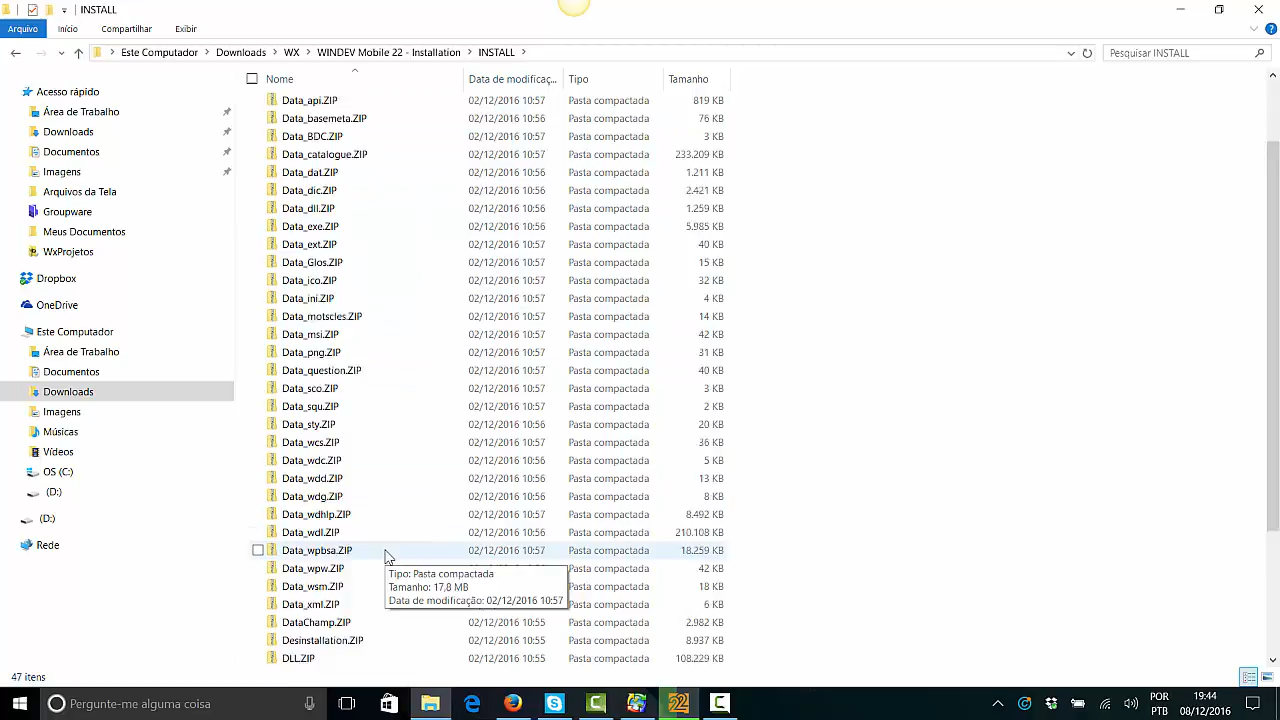 INSTALL
Arquivo Início Compartilhar Exibir
Este Computador Downloads WX WINDEV Mobile 22 - Installation INSTALL Pesquisar INSTALL
Nome Data de modificaç... Tipo Tamanho
Acesso rápido
Área de Trabalho
Downloads
Documentos
Imagens
Arquivos da Tela
Groupware
Meus Documentos
WxProjetos
Dropbox
OneDrive
Este Computador
Área de Trabalho
Documentos
Downloads
Imagens
Músicas
Vídeos
OS (C:)
(D:)
(D:)
Rede
Data_api.ZIP 02/12/2016 10:57 Pasta compactada 819 KB
Data_basemeta.ZIP 02/12/2016 10:56 Pasta compactada 76 KB
Data_BDC.ZIP 02/12/2016 10:57 Pasta compactada 3 KB
Data_catalogue.ZIP 02/12/2016 10:57 Pasta compactada 233.209 KB
Data_dat.ZIP 02/12/2016 10:56 Pasta compactada 1.211 KB
Data_dic.ZIP 02/12/2016 10:56 Pasta compactada 2.421 KB
Data_dll.ZIP 02/12/2016 10:56 Pasta compactada 1.259 KB
Data_exe.ZIP 02/12/2016 10:56 Pasta compactada 5.985 KB
Data_ext.ZIP 02/12/2016 10:57 Pasta compactada 40 KB
Data_Glos.ZIP 02/12/2016 10:57 Pasta compactada 15 KB
Data_ico.ZIP 02/12/2016 10:57 Pasta compactada 32 KB
Data_ini.ZIP 02/12/2016 10:57 Pasta compactada 4 KB
Data_motscles.ZIP 02/12/2016 10:57 Pasta compactada 14 KB
Data_msi.ZIP 02/12/2016 10:57 Pasta compactada 42 KB
Data_png.ZIP 02/12/2016 10:57 Pasta compactada 31 KB
Data_question.ZIP 02/12/2016 10:57 Pasta compactada 40 KB
Data_sco.ZIP 02/12/2016 10:57 Pasta compactada 3 KB
Data_squ.ZIP 02/12/2016 10:57 Pasta compactada 2 KB
Data_sty.ZIP 02/12/2016 10:57 Pasta compactada 20 KB
Data_wcs.ZIP 02/12/2016 10:57 Pasta compactada 36 KB
Data_wdc.ZIP 02/12/2016 10:56 Pasta compactada 5 KB
Data_wdd.ZIP 02/12/2016 10:56 Pasta compactada 13 KB
Data_wdg.ZIP 02/12/2016 10:56 Pasta compactada 8 KB
Data_wdhlp.ZIP 02/12/2016 10:57 Pasta compactada 8.492 KB
Data_wdl.ZIP 02/12/2016 10:56 Pasta compactada 210.108 KB
Data_wpbsa.ZIP 02/12/2016 10:57 Pasta compactada 18.259 KB
Data_wpw.ZIP Pasta compactada 42 KB
Data_wsm.ZIP Pasta compactada 18 KB
Data_xml.ZIP Pasta compactada 6 KB
Tipo: Pasta compactada
Tamanho: 17,8 MB
Data de modificação: 02/12/2016 10:57
DataChamp.ZIP 02/12/2016 10:55 Pasta compactada 2.982 KB
Desinstallation.ZIP 02/12/2016 10:55 Pasta compactada 8.937 KB
DLL.ZIP 02/12/2016 10:55 Pasta compactada 108.229 KB
47 itens
Pergunte-me alguma coisa
22
POR
PTB
19:44
08/12/2016